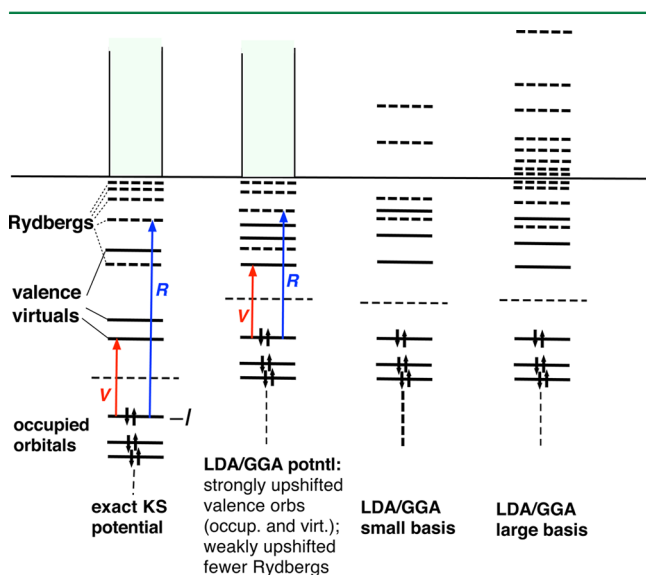 Rydbergs
R
R
valence
virtuals
V
V
–I
occupied
orbitals
exact KS
potential
LDA/GGA potntl:
strongly upshifted
valence orbs
(occup. and virt.);
weakly upshifted
fewer Rydbergs
LDA/GGA
small basis
LDA/GGA
large basis